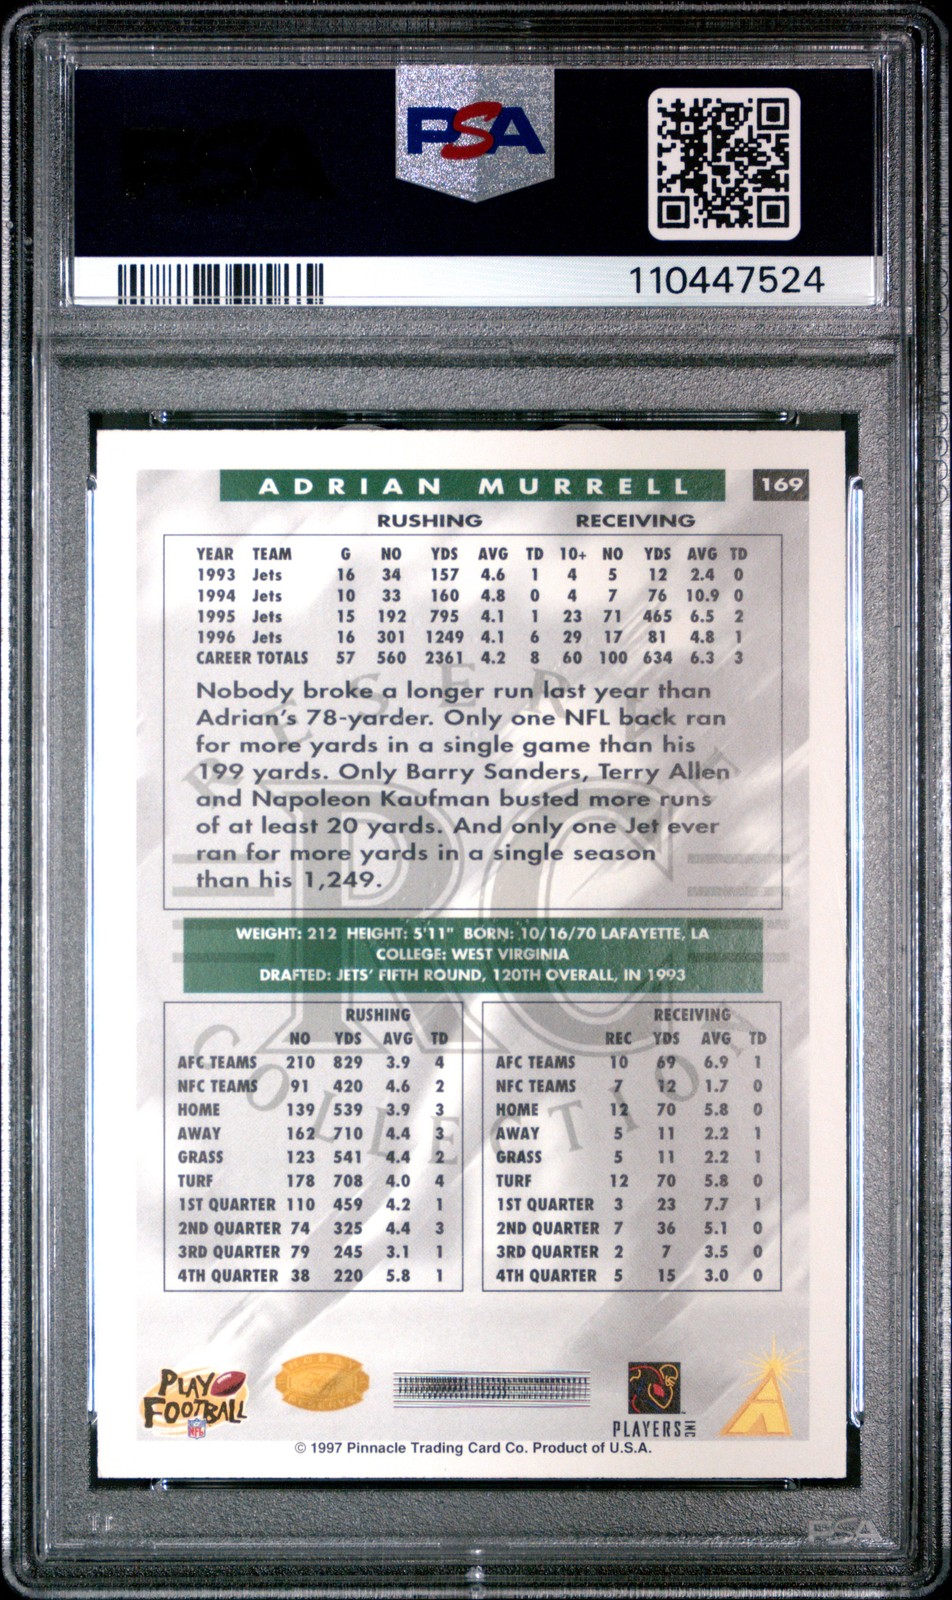 PSA
110447524
ADRIAN MURRELL 169
RUSHING RECEIVING
YEAR TEAM G NO YDS AVG TD 10+ NO YDS AVG TD
1993 Jets 16 34 157 4.6 1 4 5 12 2.4 0
1994 Jets 10 33 160 4.8 0 4 7 76 10.9 0
1995 Jets 15 192 795 4.1 1 23 71 465 6.5 2
1996 Jets 16 301 1249 4.1 6 29 17 81 4.8 1
CAREER TOTALS 57 560 2361 4.2 8 60 100 634 6.3 3
Nobody broke a longer run last year than
Adrian's 78-yarder. Only one NFL back ran
for more yards in a single game than his
199 yards. Only Barry Sanders, Terry Allen
and Napoleon Kaufman busted more runs
of at least 20 yards. And only one Jet ever
ran for more yards in a single season
than his 1,249.
RESERVE
RC
COLLECTION
WEIGHT: 212 HEIGHT: 5'11" BORN: 10/16/70 LAFAYETTE, LA
COLLEGE: WEST VIRGINIA
DRAFTED: JETS' FIFTH ROUND, 120TH OVERALL, IN 1993
RUSHING
NO YDS AVG TD
AFC TEAMS 210 829 3.9 4
NFC TEAMS 91 420 4.6 2
HOME 139 539 3.9 3
AWAY 162 710 4.4 3
GRASS 123 541 4.4 2
TURF 178 708 4.0 4
1ST QUARTER 110 459 4.2 1
2ND QUARTER 74 325 4.4 3
3RD QUARTER 79 245 3.1 1
4TH QUARTER 38 220 5.8 1
RECEIVING
REC YDS AVG TD
AFC TEAMS 10 69 6.9 1
NFC TEAMS 7 12 1.7 0
HOME 12 70 5.8 0
AWAY 5 11 2.2 1
GRASS 5 11 2.2 1
TURF 12 70 5.8 0
1ST QUARTER 3 23 7.7 1
2ND QUARTER 7 36 5.1 0
3RD QUARTER 2 7 3.5 0
4TH QUARTER 5 15 3.0 0
PLAY
FOOTBALL
NFL
HOBBY
RESERVE
PLAYERS INC
© 1997 Pinnacle Trading Card Co. Product of U.S.A.
PSA